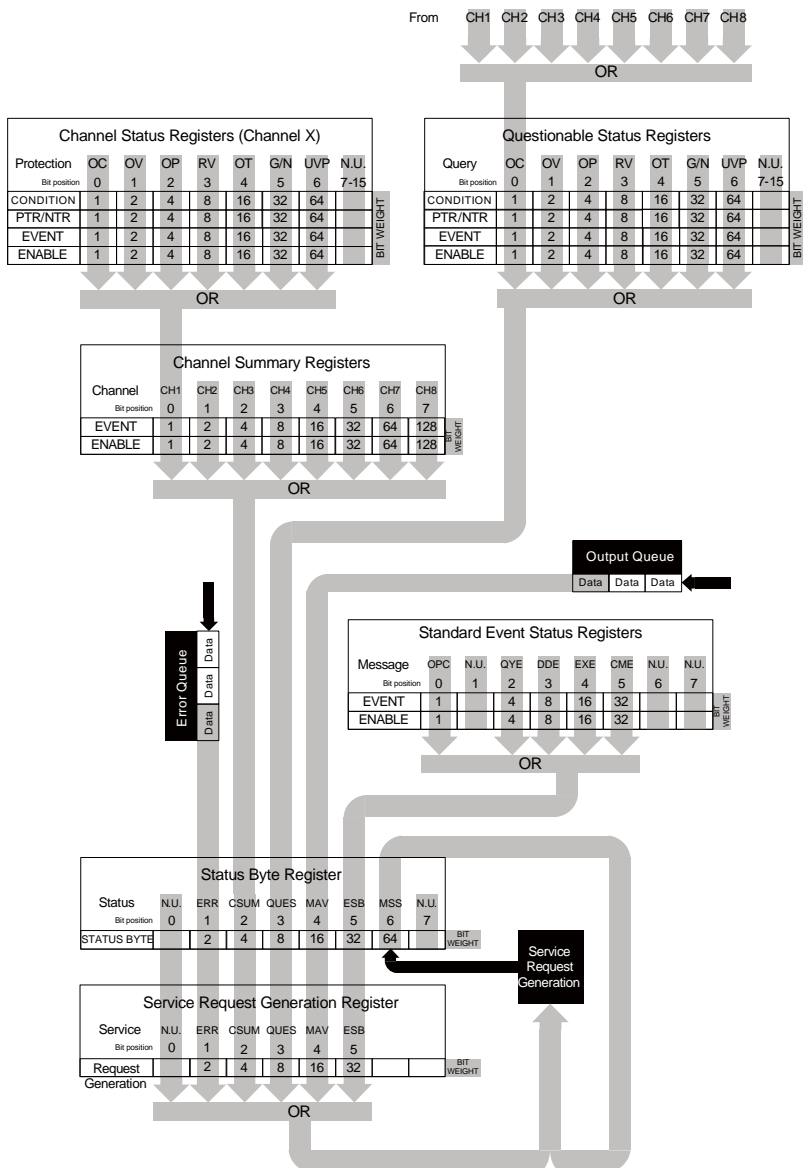 From CH1 CH2 CH3 CH4 CH5 CH6 CH7 CH8
OR
Channel Status Registers (Channel X)
Protection OC OV OP RV OT G/N UVP N.U.
Bit position 0 1 2 3 4 5 6 7-15
CONDITION 1 2 4 8 16 32 64
PTR/NTR 1 2 4 8 16 32 64
EVENT 1 2 4 8 16 32 64
ENABLE 1 2 4 8 16 32 64
BIT WEIGHT
OR
Questionable Status Registers
Query OC OV OP RV OT G/N UVP N.U.
Bit position 0 1 2 3 4 5 6 7-15
CONDITION 1 2 4 8 16 32 64
PTR/NTR 1 2 4 8 16 32 64
EVENT 1 2 4 8 16 32 64
ENABLE 1 2 4 8 16 32 64
BIT WEIGHT
OR
Channel Summary Registers
Channel CH1 CH2 CH3 CH4 CH5 CH6 CH7 CH8
Bit position 0 1 2 3 4 5 6 7
EVENT 1 2 4 8 16 32 64 128
ENABLE 1 2 4 8 16 32 64 128
BIT
WEIGHT
OR
Output Queue
Data Data Data
Error Queue
Data Data Data
Standard Event Status Registers
Message OPC N.U. QYE DDE EXE CME N.U. N.U.
Bit position 0 1 2 3 4 5 6 7
EVENT 1 4 8 16 32
ENABLE 1 4 8 16 32
BIT
WEIGHT
OR
Status Byte Register
Status N.U. ERR CSUM QUES MAV ESB MSS N.U.
Bit position 0 1 2 3 4 5 6 7
STATUS BYTE 2 4 8 16 32 64
BIT
WEIGHT
Service
Request
Generation
Service Request Generation Register
Service N.U. ERR CSUM QUES MAV ESB
Bit position 0 1 2 3 4 5
Request 2 4 8 16 32
Generation
BIT
WEIGHT
OR